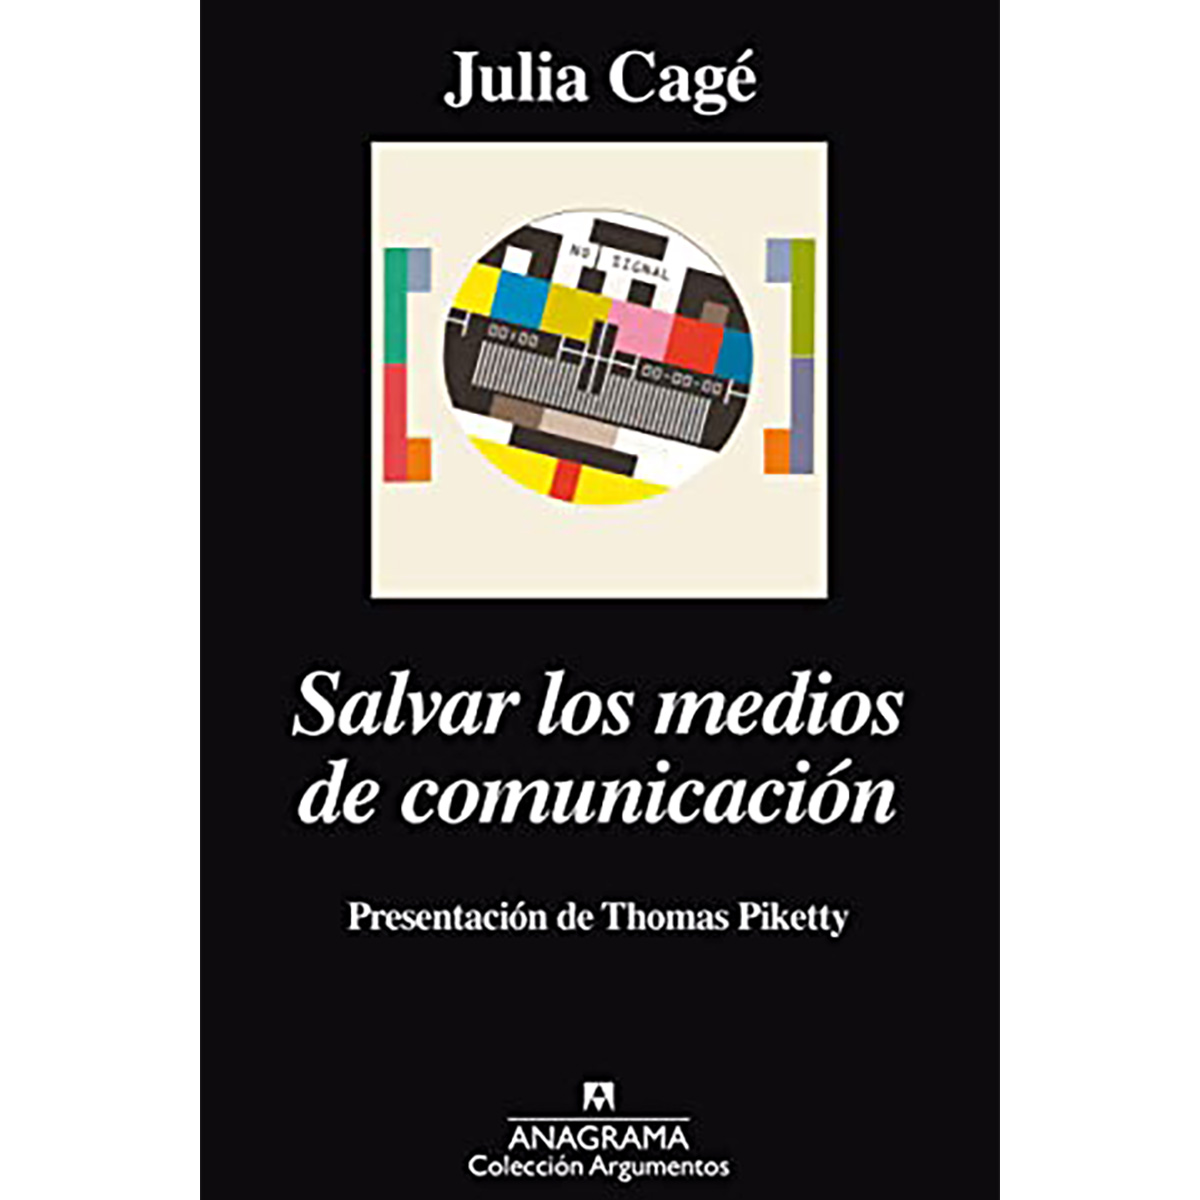 Julia Cagé
NO SIGNAL
00:00
00-00-00
Salvar los medios
de comunicación
Presentación de Thomas Piketty
A
ANAGRAMA
Colección Argumentos